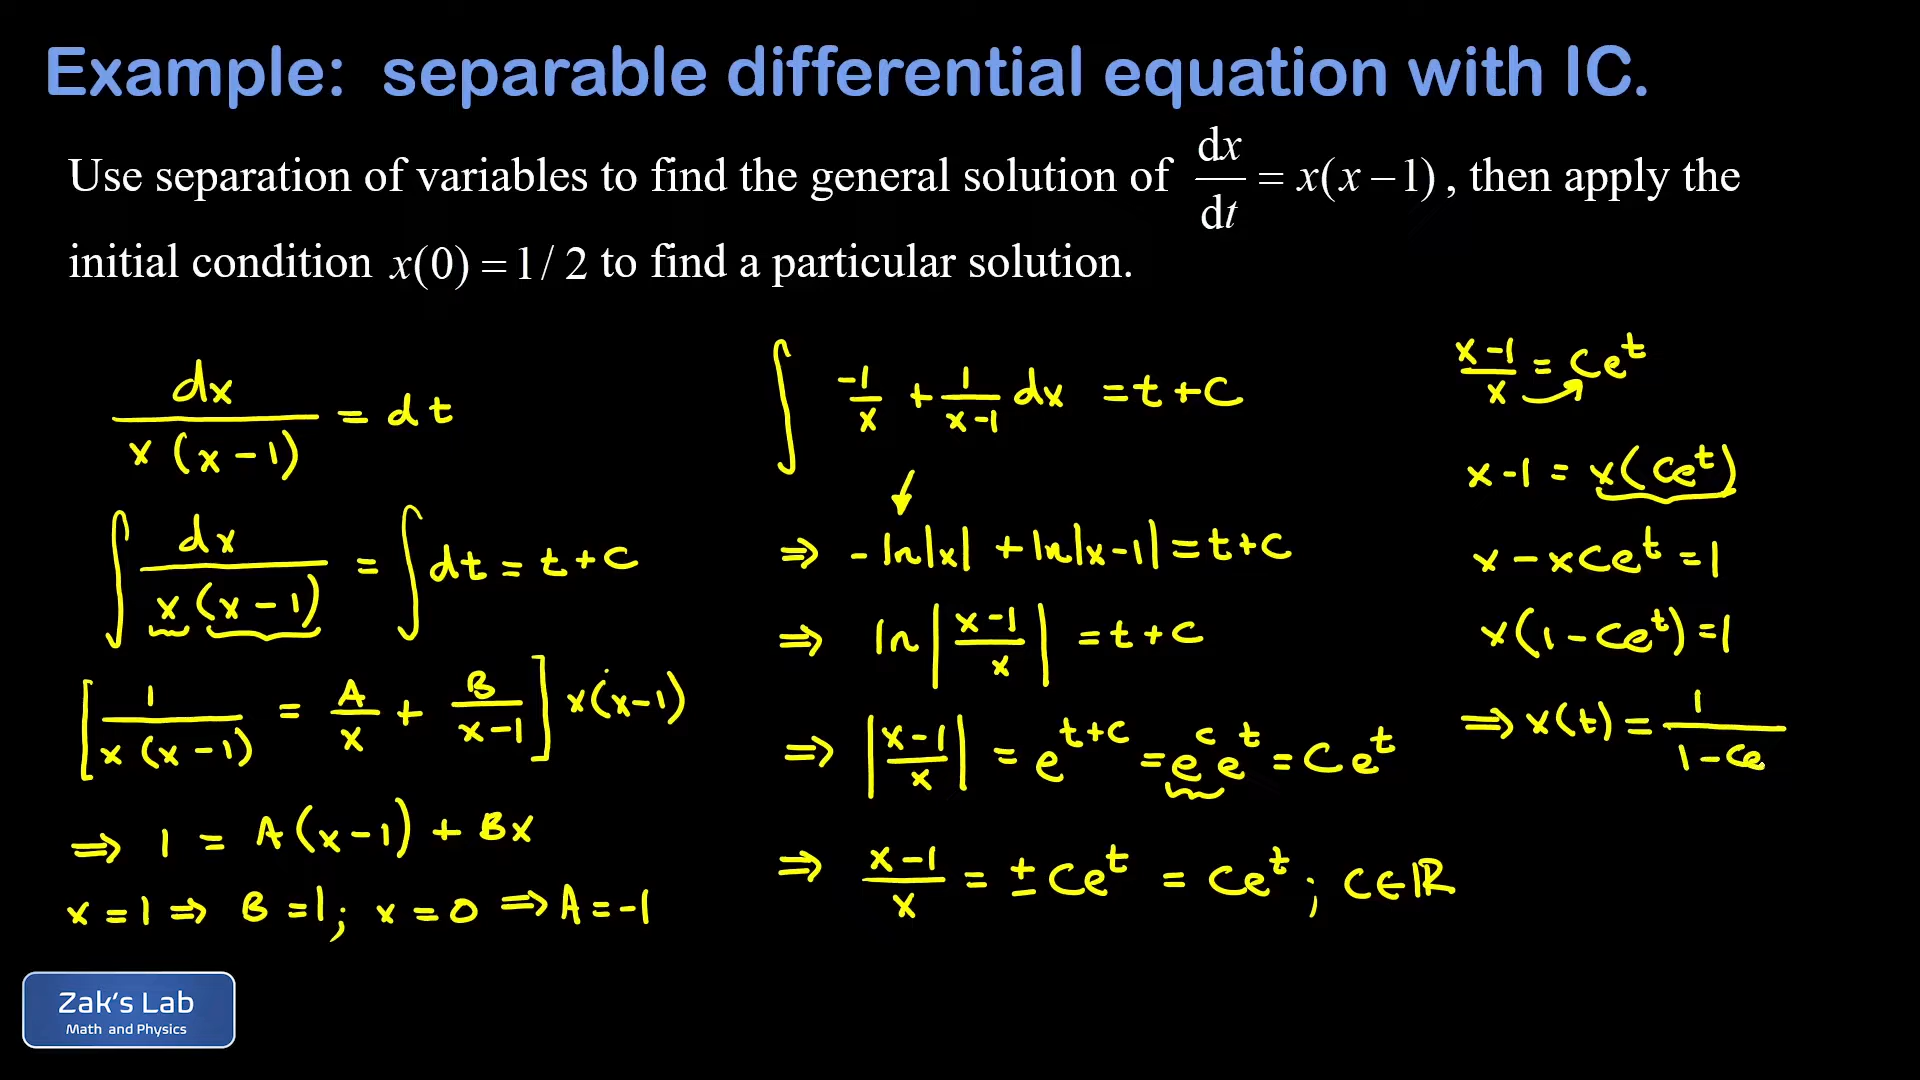 Example: separable differential equation with IC.
Use separation of variables to find the general solution of dx/dt = x(x − 1), then apply the
initial condition x(0) = 1/2 to find a particular solution.
dx/(x(x−1)) = dt
∫ dx/(x(x−1)) = ∫ dt = t + c
[1/(x(x−1)) = A/x + B/(x−1)] x(x−1)
⇒ 1 = A(x−1) + Bx
x = 1 ⇒ B = 1; x = 0 ⇒ A = −1
∫ −1/x + 1/(x−1) dx = t + C
⇒ −ln|x| + ln|x−1| = t + C
⇒ ln|(x−1)/x| = t + C
⇒ |(x−1)/x| = e^(t+c) = e^c e^t = Ce^t
⇒ (x−1)/x = ± Ce^t = Ce^t ; C ∈ ℝ
(x−1)/x = Ce^t
x−1 = x(Ce^t)
x − xCe^t = 1
x(1 − Ce^t) = 1
⇒ x(t) = 1/(1−Ce
Zak's Lab
Math and Physics